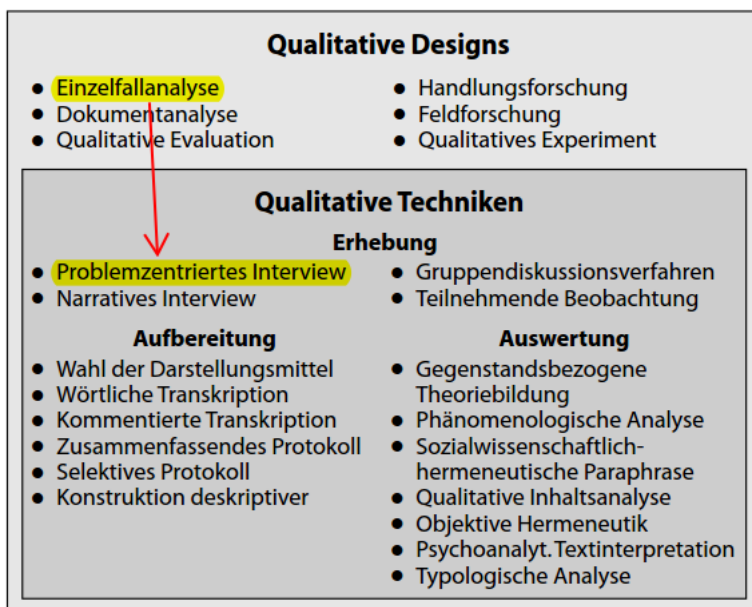 Qualitative Designs
● Einzelfallanalyse
● Dokumentanalyse
● Qualitative Evaluation
● Handlungsforschung
● Feldforschung
● Qualitatives Experiment
Qualitative Techniken
Erhebung
● Problemzentriertes Interview
● Narratives Interview
● Gruppendiskussionsverfahren
● Teilnehmende Beobachtung
Aufbereitung
● Wahl der Darstellungsmittel
● Wörtliche Transkription
● Kommentierte Transkription
● Zusammenfassendes Protokoll
● Selektives Protokoll
● Konstruktion deskriptiver
Auswertung
● Gegenstandsbezogene
Theoriebildung
● Phänomenologische Analyse
● Sozialwissenschaftlich-
hermeneutische Paraphrase
● Qualitative Inhaltsanalyse
● Objektive Hermeneutik
● Psychoanalyt. Textinterpretation
● Typologische Analyse